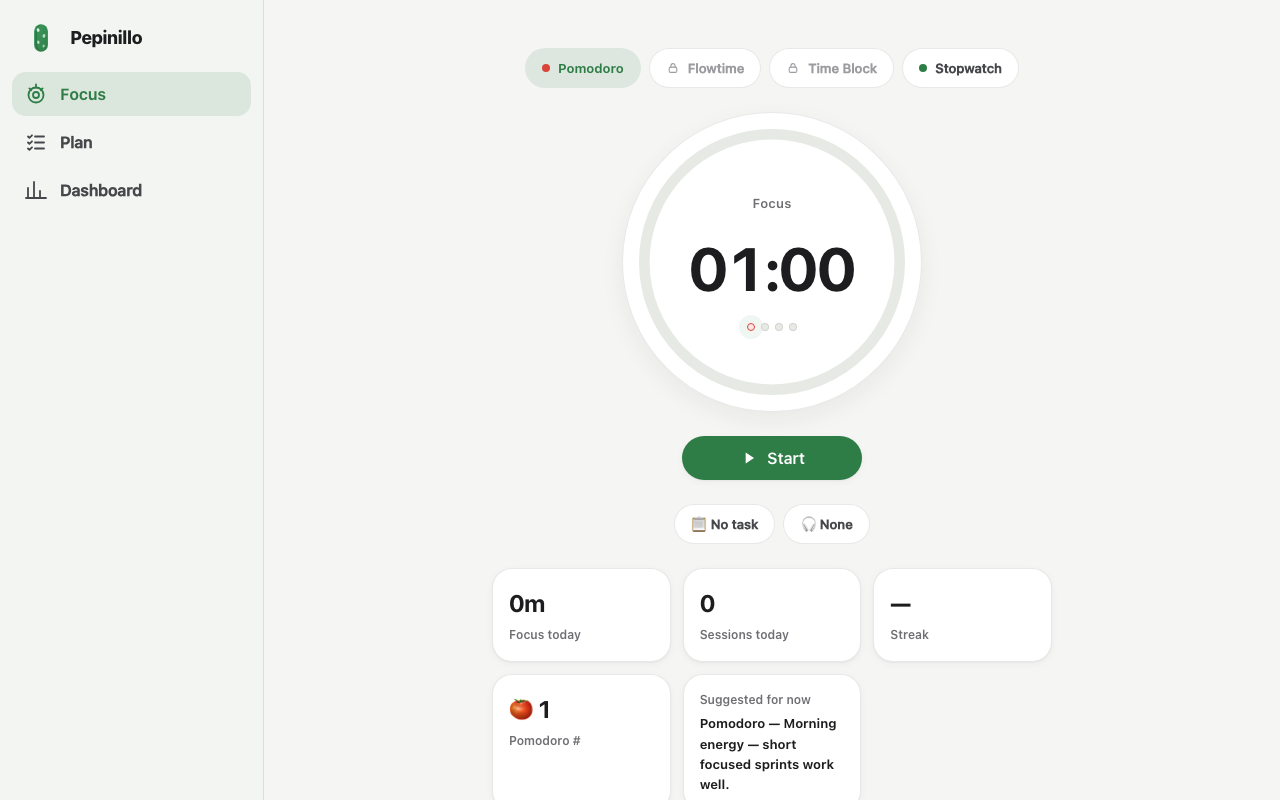 Pepinillo
Focus
Plan
Dashboard
Pomodoro
Flowtime
Time Block
Stopwatch
Focus
01:00
Start
No task
None
0m
Focus today
0
Sessions today
—
Streak
1
Pomodoro #
Suggested for now
Pomodoro — Morning
energy — short
focused sprints work
well.